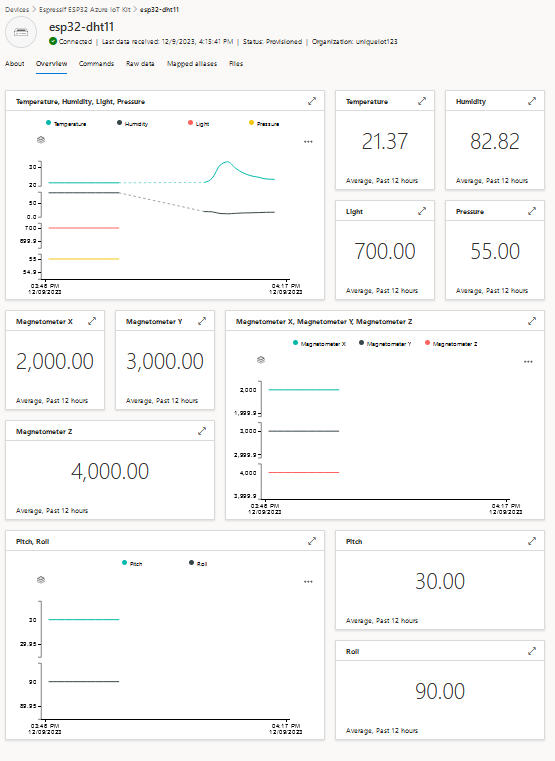 Devices > Espressif ESP32 Azure IoT Kit > esp32-dht11
esp32-dht11
Connected | Last data received: 12/9/2023, 4:15:41 PM | Status: Provisioned | Organization: uniqueiot123
About Overview Commands Raw data Mapped aliases Files
Temperature, Humidity, Light, Pressure
Temperature Humidity Light Pressure
30
20
50
0.0
700
699.9
55
54.9
03:46 PM
12/09/2023
04:17 PM
12/09/2023
Temperature
21.37
Average, Past 12 hours
Humidity
82.82
Average, Past 12 hours
Light
700.00
Average, Past 12 hours
Pressure
55.00
Average, Past 12 hours
Magnetometer X
2,000.00
Average, Past 12 hours
Magnetometer Y
3,000.00
Average, Past 12 hours
Magnetometer X, Magnetometer Y, Magnetometer Z
Magnetometer X Magnetometer Y Magnetometer Z
2,000
1,999.9
3,000
2,999.9
4,000
3,999.9
03:46 PM
12/09/2023
04:17 PM
12/09/2023
Magnetometer Z
4,000.00
Average, Past 12 hours
Pitch, Roll
Pitch Roll
30
29.95
90
89.95
03:46 PM
12/09/2023
04:17 PM
12/09/2023
Pitch
30.00
Average, Past 12 hours
Roll
90.00
Average, Past 12 hours